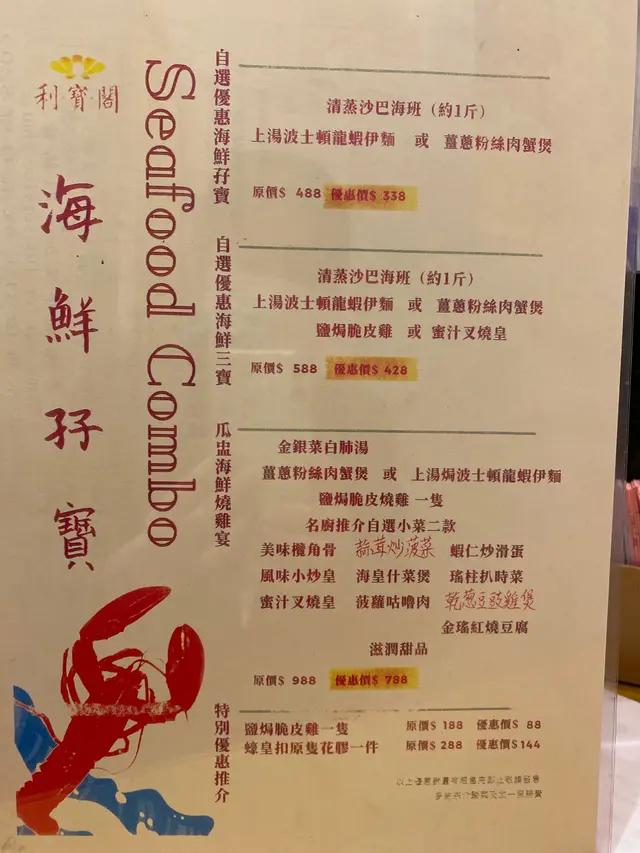 利寶閣
海鮮孖寶
Seafood Combo
自選優惠海鮮孖寶
清蒸沙巴海班（約1斤）
上湯波士頓龍蝦伊麵 或 薑蔥粉絲肉蟹煲
原價$ 488 優惠價$ 338
自選優惠海鮮三寶
清蒸沙巴海班（約1斤）
上湯波士頓龍蝦伊麵 或 薑蔥粉絲肉蟹煲
鹽焗脆皮雞 或 蜜汁叉燒皇
原價$ 588 優惠價$ 428
瓜盅海鮮燒雞宴
金銀菜白肺湯
薑蔥粉絲肉蟹煲 或 上湯焗波士頓龍蝦伊麵
鹽焗脆皮燒雞 一隻
名廚推介自選小菜二款
美味欖角骨 蒜茸炒菠菜 蝦仁炒滑蛋
風味小炒皇 海皇什菜煲 瑤柱扒時菜
蜜汁叉燒皇 菠蘿咕嚕肉 乾葱豆豉雞煲
金瑤紅燒豆腐
滋潤甜品
原價$ 988 優惠價$ 788
特別優惠推介
鹽焗脆皮雞一隻 原價$ 188 優惠價$ 88
蠔皇扣原隻花膠一件 原價$ 288 優惠價$144